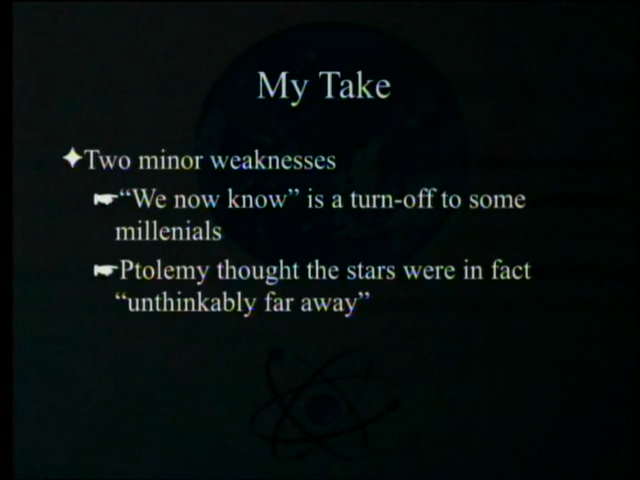 My Take
Two minor weaknesses
“We now know” is a turn-off to some
millenials
Ptolemy thought the stars were in fact
“unthinkably far away”